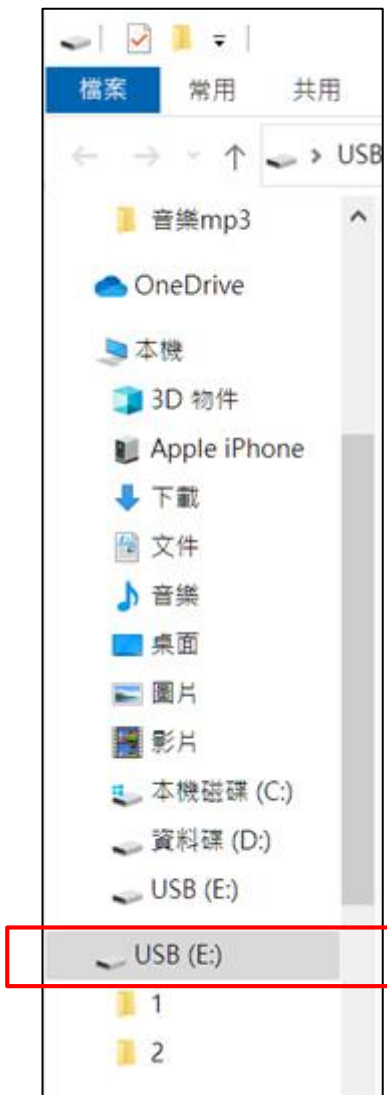 檔案 常用 共用
USB
音樂mp3
OneDrive
本機
3D 物件
Apple iPhone
下載
文件
音樂
桌面
圖片
影片
本機磁碟 (C:)
資料碟 (D:)
USB (E:)
USB (E:)
1
2